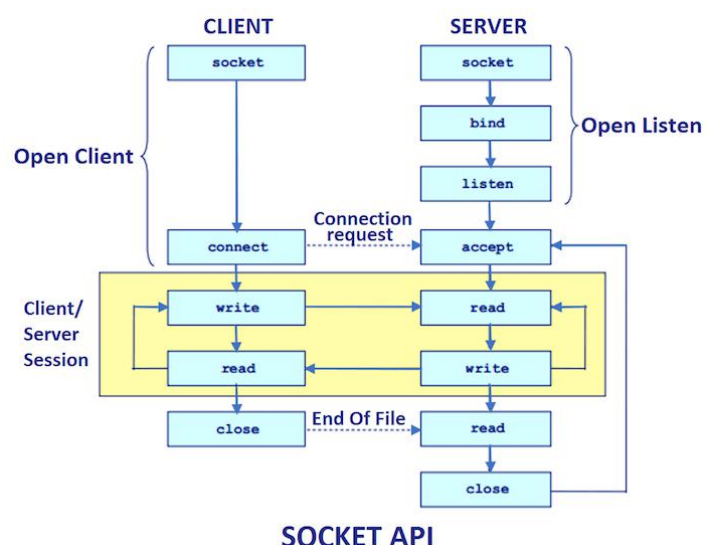 CLIENT
SERVER
socket
socket
bind
Open Client
Open Listen
listen
Connection
request
connect
accept
Client/
Server
Session
write
read
read
write
close
End Of File
read
close
SOCKET API